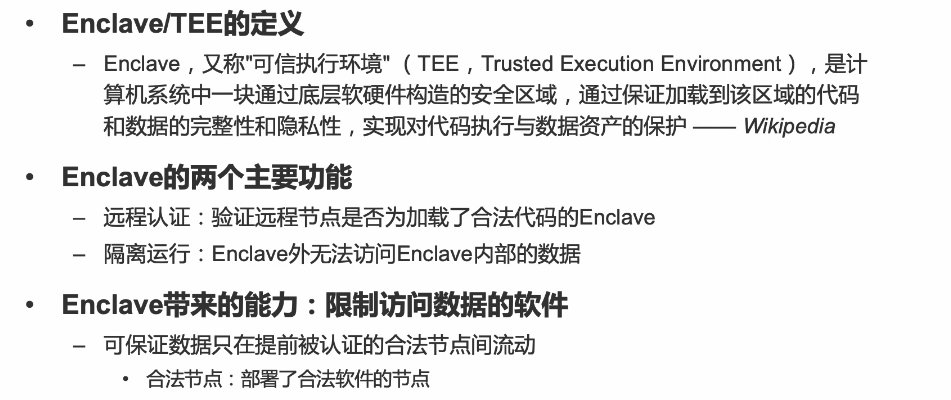 • Enclave/TEE的定义
– Enclave，又称"可信执行环境"（TEE，Trusted Execution Environment），是计
算机系统中一块通过底层软硬件构造的安全区域，通过保证加载到该区域的代码
和数据的完整性和隐私性，实现对代码执行与数据资产的保护 —— Wikipedia
• Enclave的两个主要功能
– 远程认证：验证远程节点是否为加载了合法代码的Enclave
– 隔离运行：Enclave外无法访问Enclave内部的数据
• Enclave带来的能力：限制访问数据的软件
– 可保证数据只在提前被认证的合法节点间流动
• 合法节点：部署了合法软件的节点